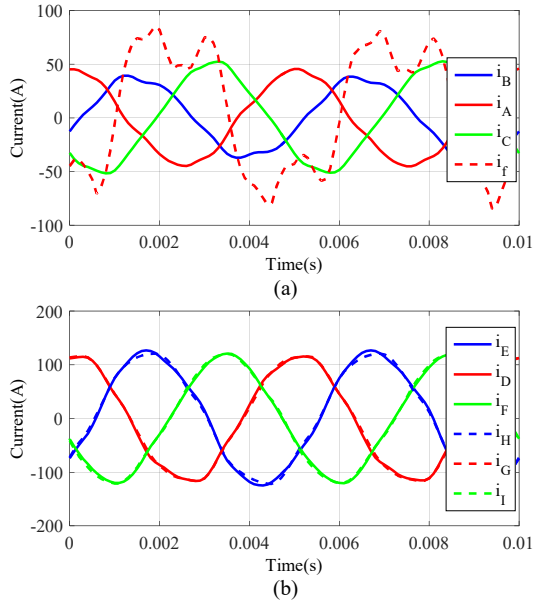 100
50
0
-50
-100
Current(A)
i_B
i_A
i_C
i_f
0 0.002 0.004 0.006 0.008 0.01
Time(s)
(a)
200
100
0
-100
-200
Current(A)
i_E
i_D
i_F
i_H
i_G
i_I
0 0.002 0.004 0.006 0.008 0.01
Time(s)
(b)